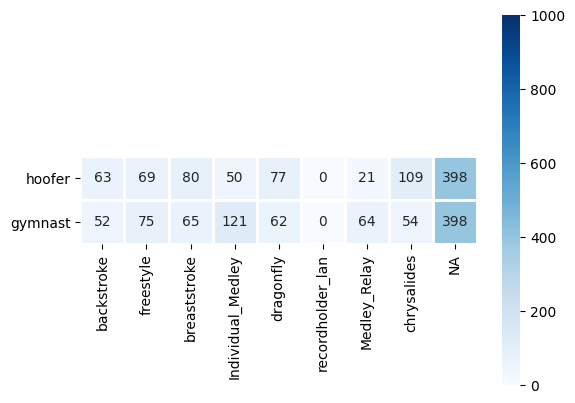 1000
800
600
400
200
0
hoofer 63 69 80 50 77 0 21 109 398
gymnast 52 75 65 121 62 0 64 54 398
backstroke
freestyle
breaststroke
Individual_Medley
dragonfly
recordholder_lan
Medley_Relay
chrysalides
NA